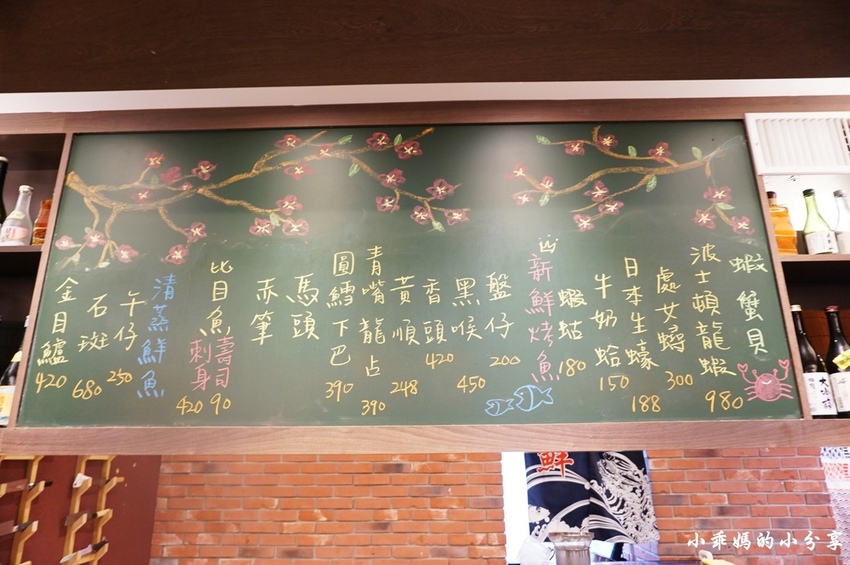 蝦蟹貝
波士頓龍蝦 980
處女蟳 300
日本生蠔 188
牛奶蛤 150
蝦蛄 180
新鮮烤魚
盤仔 200
黑喉 450
香頭 420
黃順 248
青嘴龍占 390
圓鱈下巴 390
馬頭
赤筆
比目魚
壽司 90
刺身 420
清蒸鮮魚
午仔 250
石斑 680
金目鱸 420
鮮
小乖媽的小分享